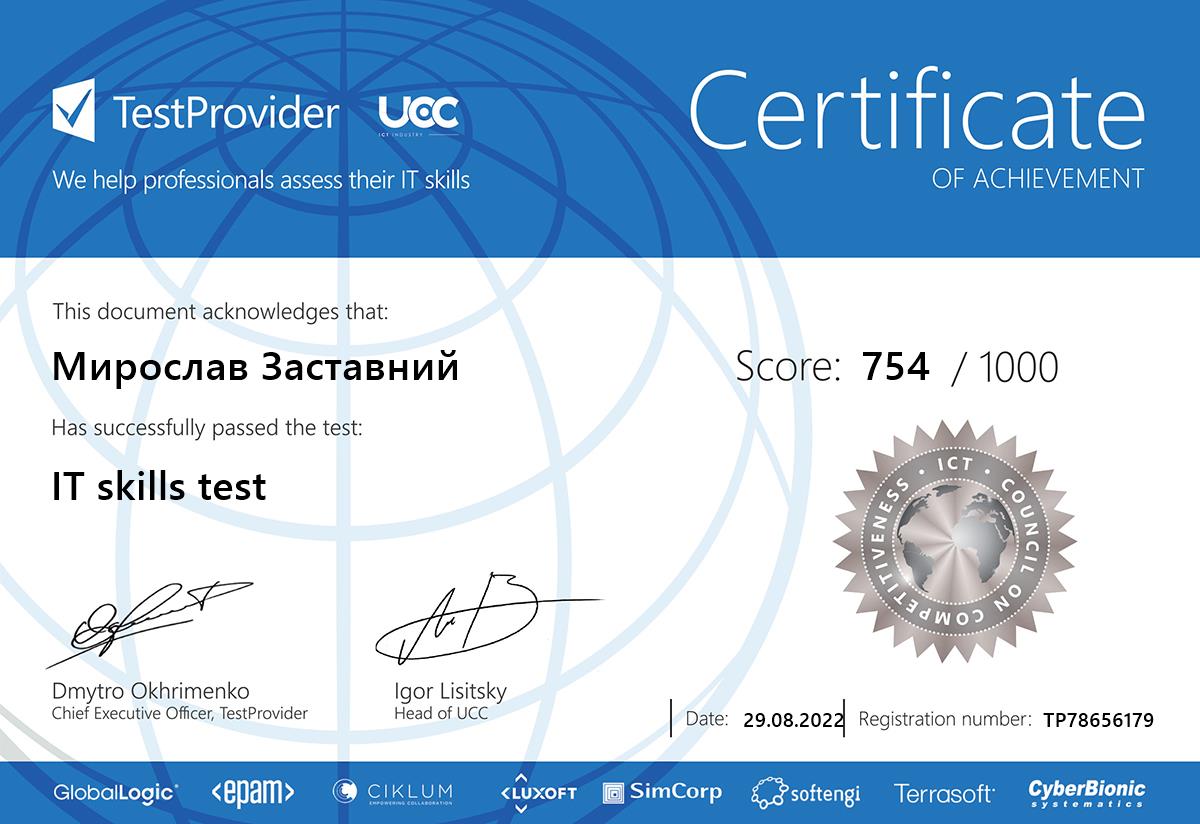 TestProvider
UCC
ICT INDUSTRY
We help professionals assess their IT skills
Certificate
OF ACHIEVEMENT
This document acknowledges that:
Мирослав Заставний
Score: 754 / 1000
Has successfully passed the test:
IT skills test
· ICT · COUNCIL ON COMPETITIVENESS
Dmytro Okhrimenko
Chief Executive Officer, TestProvider
Igor Lisitsky
Head of UCC
Date: 29.08.2022
Registration number: TP78656179
GlobalLogic
<epam>
CIKLUM
EMPOWERING COLLABORATION
<LUXOFT
SimCorp
softengi
Terrasoft
CyberBionic
systematics